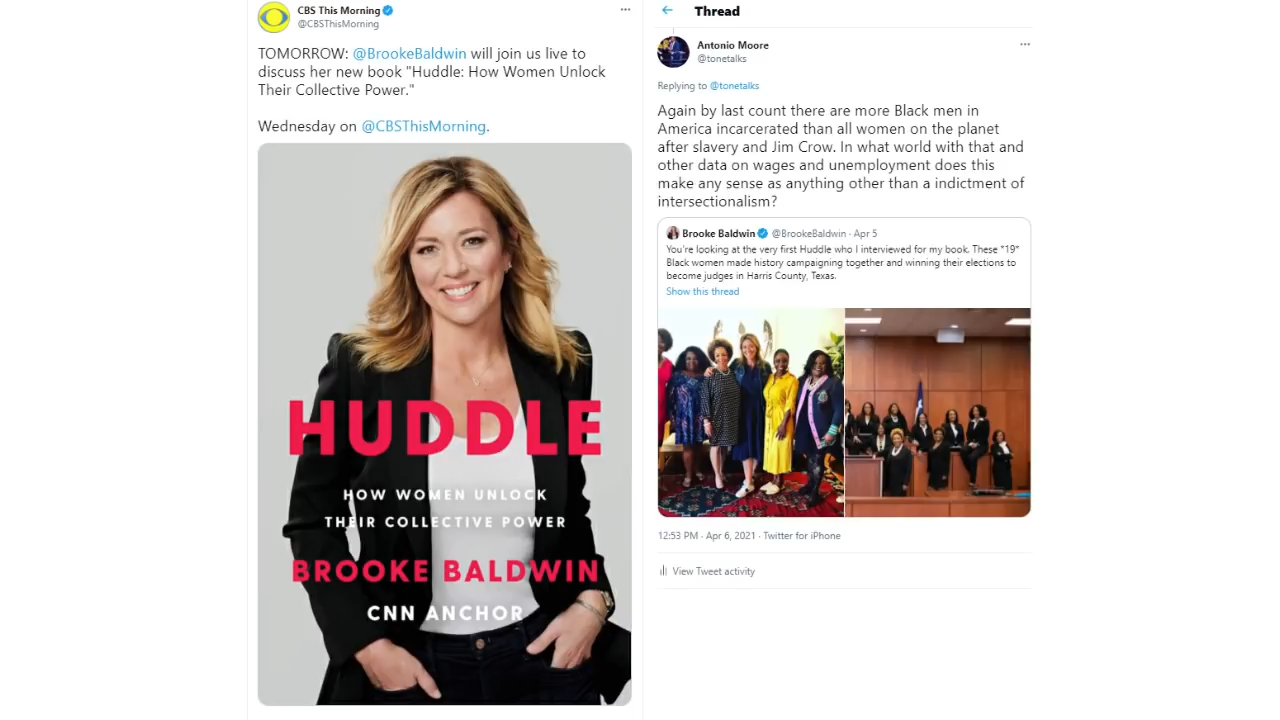 CBS This Morning
@CBSThisMorning
TOMORROW: @BrookeBaldwin will join us live to
discuss her new book "Huddle: How Women Unlock
Their Collective Power."
Wednesday on @CBSThisMorning.
HUDDLE
HOW WOMEN UNLOCK
THEIR COLLECTIVE POWER
BROOKE BALDWIN
CNN ANCHOR
Thread
Antonio Moore
@tonetalks
Replying to @tonetalks
Again by last count there are more Black men in
America incarcerated than all women on the planet
after slavery and Jim Crow. In what world with that and
other data on wages and unemployment does this
make any sense as anything other than a indictment of
intersectionalism?
Brooke Baldwin @BrookeBaldwin · Apr 5
You're looking at the very first Huddle who I interviewed for my book. These *19*
Black women made history campaigning together and winning their elections to
become judges in Harris County, Texas.
Show this thread
12:53 PM · Apr 6, 2021 · Twitter for iPhone
View Tweet activity